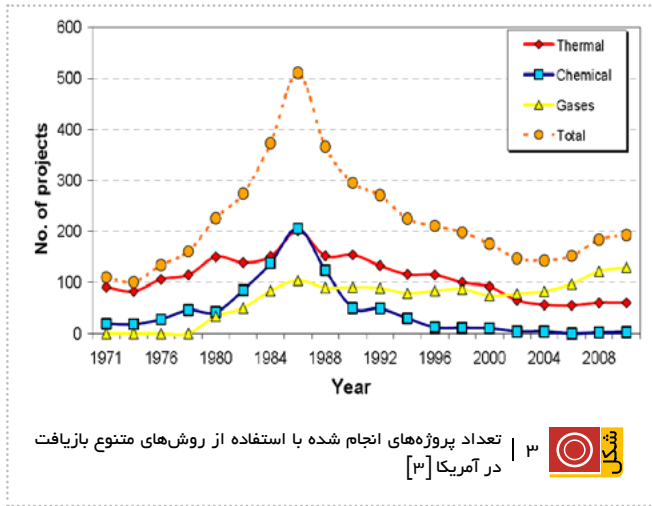 600
500
400
300
200
100
0
No. of projects
Thermal
Chemical
Gases
Total
1971 1976 1980 1984 1988 1992 1996 2000 2004 2008
Year
شکل
۳ | تعداد پروژه‌های انجام شده با استفاده از روش‌های متنوع بازیافت
در آمریکا [۳]